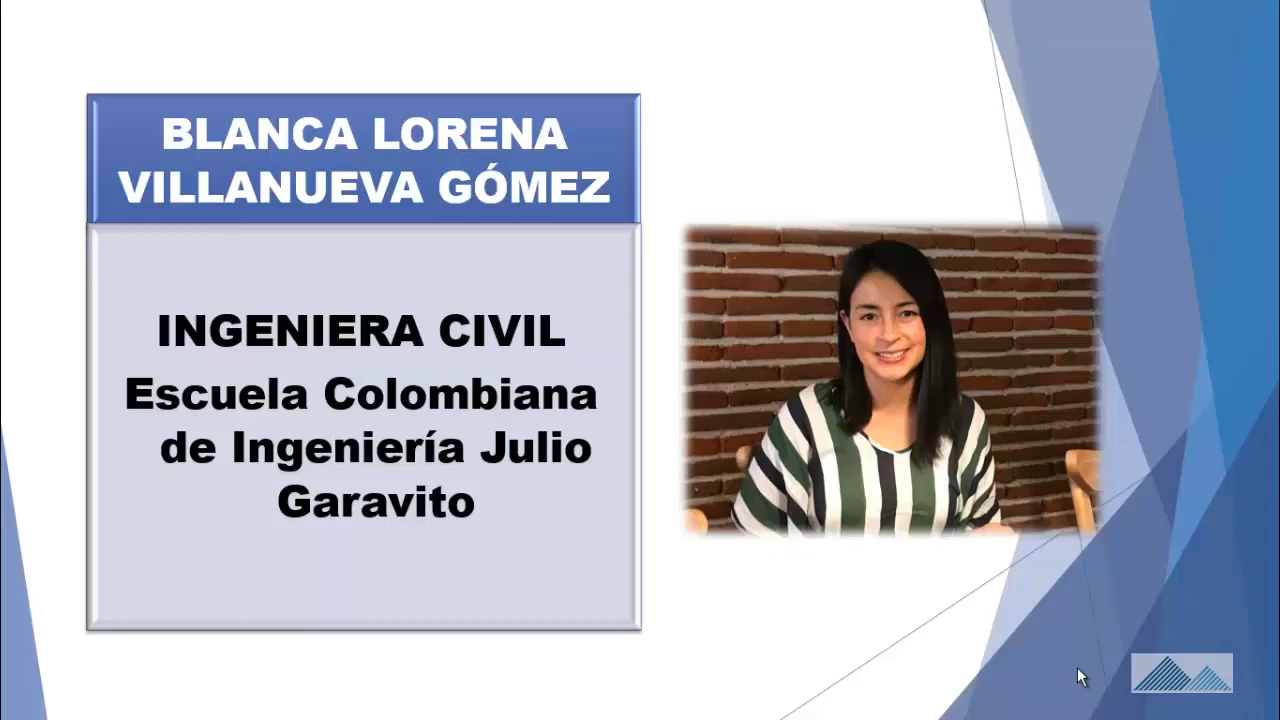 BLANCA LORENA
VILLANUEVA GÓMEZ
INGENIERA CIVIL
Escuela Colombiana
de Ingeniería Julio
Garavito